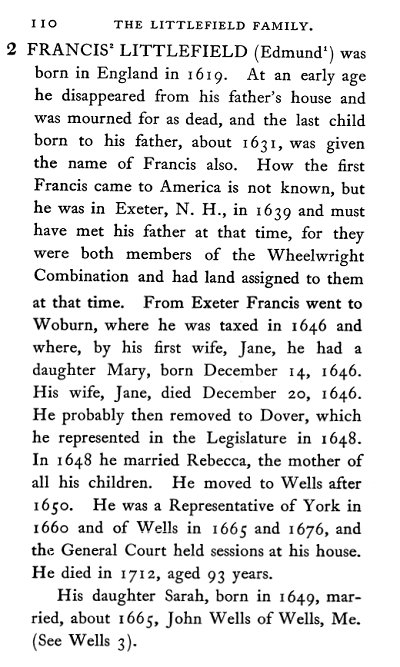 110 THE LITTLEFIELD FAMILY.
2 FRANCIS² LITTLEFIELD (Edmund¹) was
born in England in 1619. At an early age
he disappeared from his father's house and
was mourned for as dead, and the last child
born to his father, about 1631, was given
the name of Francis also. How the first
Francis came to America is not known, but
he was in Exeter, N. H., in 1639 and must
have met his father at that time, for they
were both members of the Wheelwright
Combination and had land assigned to them
at that time. From Exeter Francis went to
Woburn, where he was taxed in 1646 and
where, by his first wife, Jane, he had a
daughter Mary, born December 14, 1646.
His wife, Jane, died December 20, 1646.
He probably then removed to Dover, which
he represented in the Legislature in 1648.
In 1648 he married Rebecca, the mother of
all his children. He moved to Wells after
1650. He was a Representative of York in
1660 and of Wells in 1665 and 1676, and
the General Court held sessions at his house.
He died in 1712, aged 93 years.
His daughter Sarah, born in 1649, mar-
ried, about 1665, John Wells of Wells, Me.
(See Wells 3).